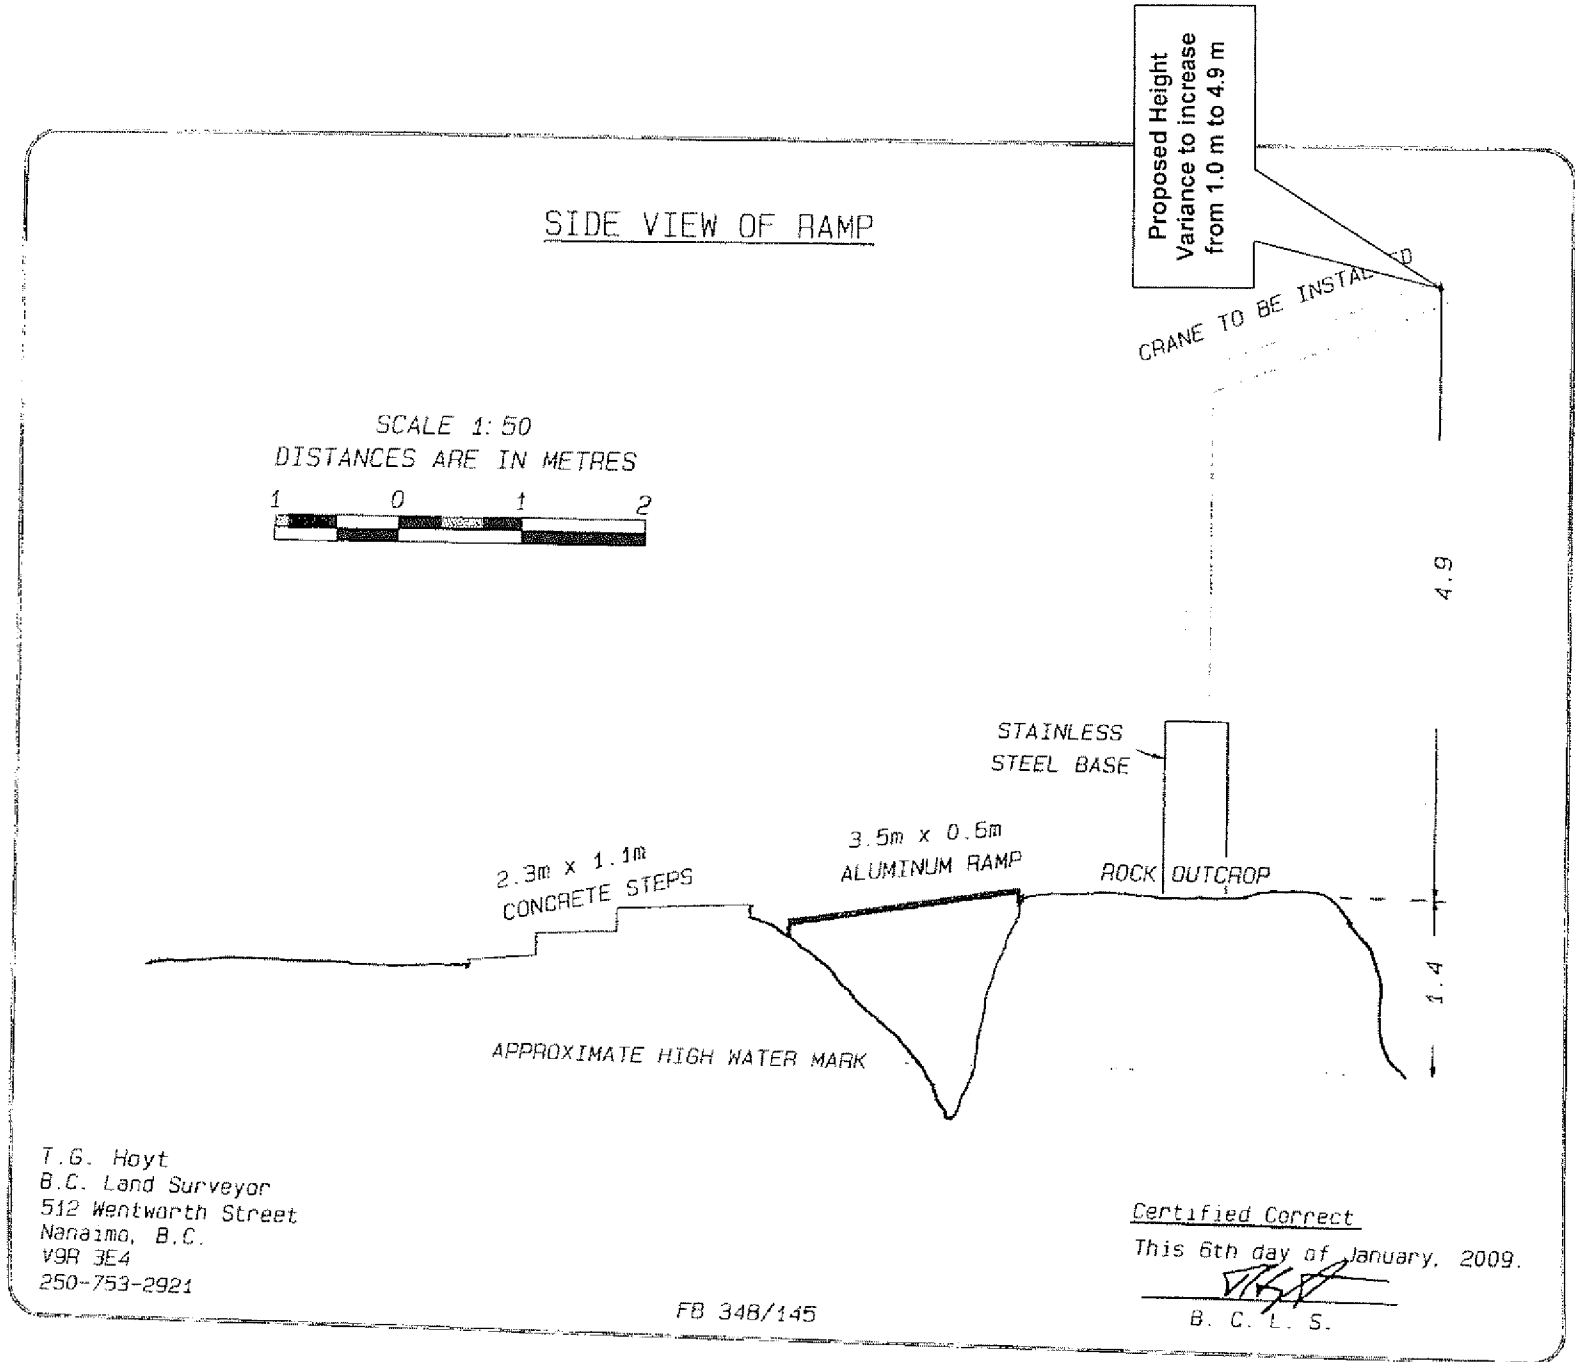 Proposed Height
Variance to increase
from 1.0 m to 4.9 m
SIDE VIEW OF RAMP
CRANE TO BE INSTALLED
SCALE 1:50
DISTANCES ARE IN METRES
1 0 1 2
4.9
STAINLESS
STEEL BASE
3.5m x 0.6m
ALUMINUM RAMP
2.3m x 1.1m
CONCRETE STEPS
ROCK OUTCROP
1.4
APPROXIMATE HIGH WATER MARK
T.G. Hoyt
B.C. Land Surveyor
512 Wentworth Street
Nanaimo, B.C.
V9R 3E4
250-753-2921
Certified Correct
This 6th day of January, 2009.
B. C. L. S.
FB 348/145